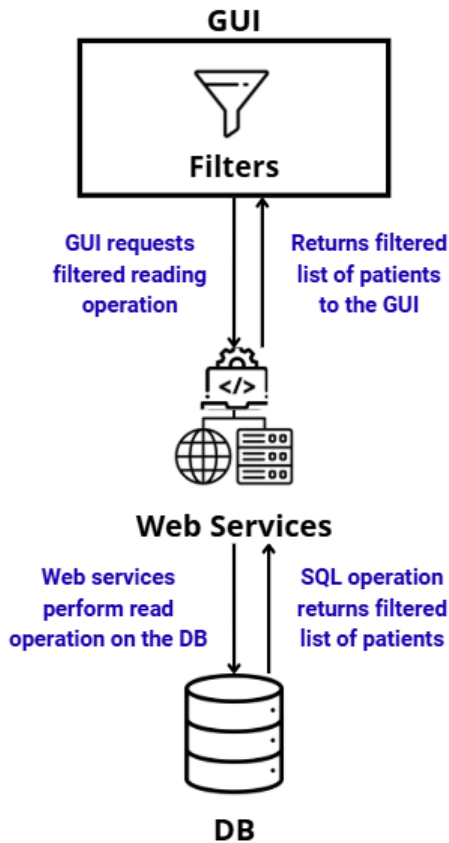 GUI
Filters
GUI requests
filtered reading
operation
Returns filtered
list of patients
to the GUI
</>
Web Services
Web services
perform read
operation on the DB
SQL operation
returns filtered
list of patients
DB